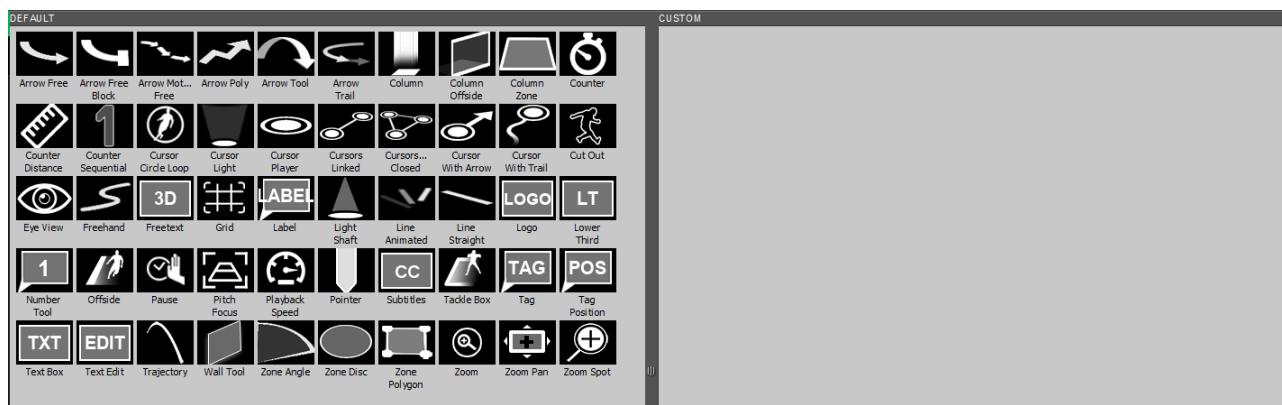 DEFAULT
CUSTOM
Arrow Free
Arrow Free
Block
Arrow Mot...
Free
Arrow Poly
Arrow Tool
Arrow
Trail
Column
Column
Offside
Column
Zone
Counter
1
Counter
Distance
Counter
Sequential
Cursor
Circle Loop
Cursor
Light
Cursor
Player
Cursors
Linked
Cursors...
Closed
Cursor
With Arrow
Cursor
With Trail
Cut Out
3D
LABEL
LOGO
LT
Eye View
Freehand
Freetext
Grid
Label
Light
Shaft
Line
Animated
Line
Straight
Logo
Lower
Third
1
CC
TAG
POS
Number
Tool
Offside
Pause
Pitch
Focus
Playback
Speed
Pointer
Subtitles
Tackle Box
Tag
Tag
Position
TXT
EDIT
Text Box
Text Edit
Trajectory
Wall Tool
Zone Angle
Zone Disc
Zone
Polygon
Zoom
Zoom Pan
Zoom Spot